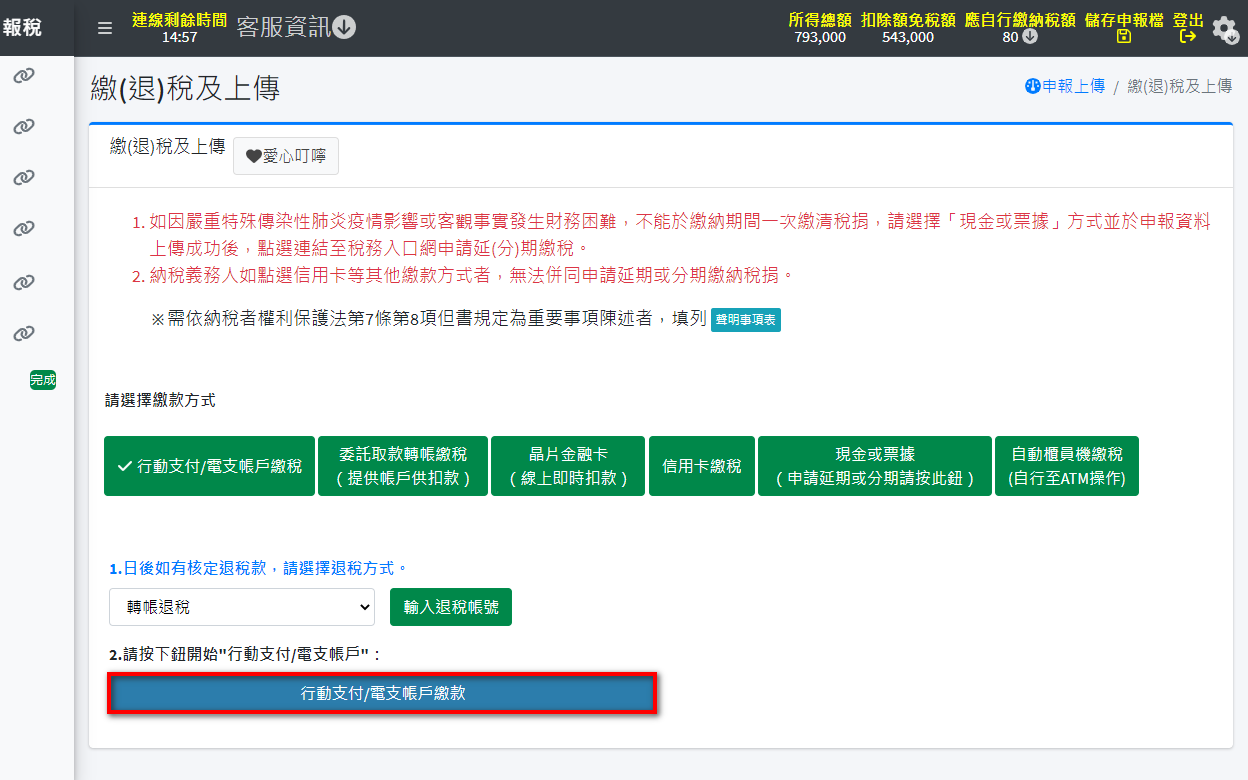 報稅
連線剩餘時間
14:57
客服資訊
所得總額
793,000
扣除額免稅額
543,000
應自行繳納稅額
80
儲存申報檔
登出
繳(退)稅及上傳
申報上傳 / 繳(退)稅及上傳
繳(退)稅及上傳
愛心叮嚀
1. 如因嚴重特殊傳染性肺炎疫情影響或客觀事實發生財務困難，不能於繳納期間一次繳清稅捐，請選擇「現金或票據」方式並於申報資料
上傳成功後，點選連結至稅務入口網申請延(分)期繳稅。
2. 納稅義務人如點選信用卡等其他繳款方式者，無法併同申請延期或分期繳納稅捐。
※需依納稅者權利保護法第7條第8項但書規定為重要事項陳述者，填列 聲明事項表
完成
請選擇繳款方式
行動支付/電支帳戶繳稅
委託取款轉帳繳稅
( 提供帳戶供扣款 )
晶片金融卡
( 線上即時扣款 )
信用卡繳稅
現金或票據
( 申請延期或分期請按此鈕 )
自動櫃員機繳稅
(自行至ATM操作)
1.日後如有核定退稅款，請選擇退稅方式。
轉帳退稅
輸入退稅帳號
2.請按下鈕開始"行動支付/電支帳戶"：
行動支付/電支帳戶繳款